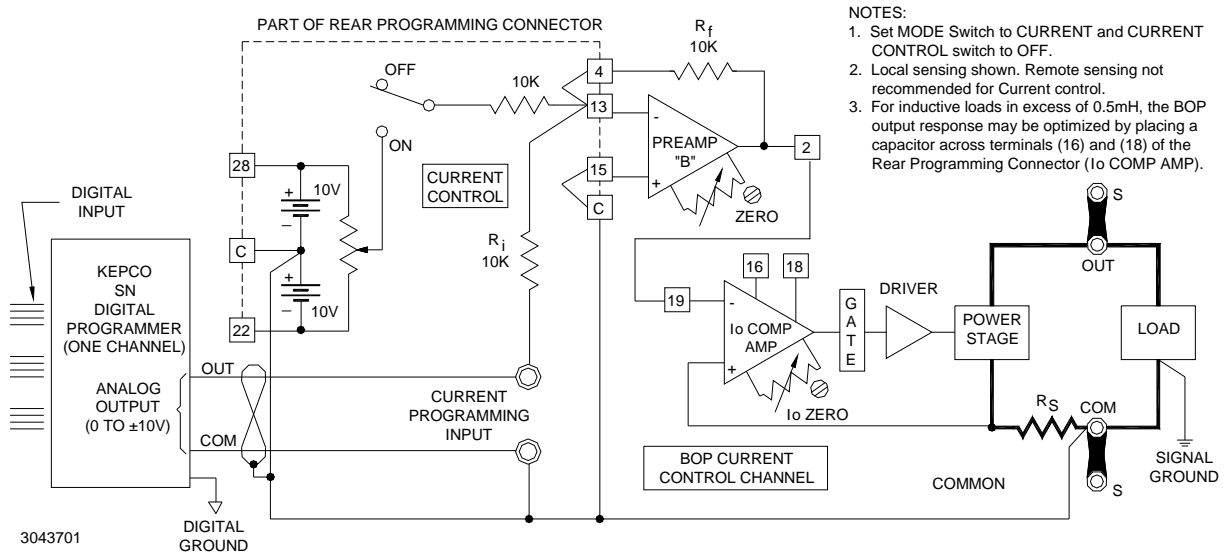 PART OF REAR PROGRAMMING CONNECTOR
NOTES:
1. Set MODE Switch to CURRENT and CURRENT
CONTROL switch to OFF.
2. Local sensing shown. Remote sensing not
recommended for Current control.
3. For inductive loads in excess of 0.5mH, the BOP
output response may be optimized by placing a
capacitor across terminals (16) and (18) of the
Rear Programming Connector (Io COMP AMP).
Rf
10K
4
OFF
10K
13
-
PREAMP
"B"
+
2
ON
28
CURRENT
CONTROL
15
C
ZERO
+
10V
–
C
+
10V
–
22
Ri
10K
DIGITAL
INPUT
KEPCO
SN
DIGITAL
PROGRAMMER
(ONE CHANNEL)
ANALOG
OUTPUT
(0 TO ±10V)
OUT
COM
CURRENT
PROGRAMMING
INPUT
DIGITAL
GROUND
16
18
19
-
Io COMP
AMP
+
Io ZERO
GATE
DRIVER
POWER
STAGE
S
OUT
LOAD
RS
COM
S
SIGNAL
GROUND
BOP CURRENT
CONTROL CHANNEL
COMMON
3043701